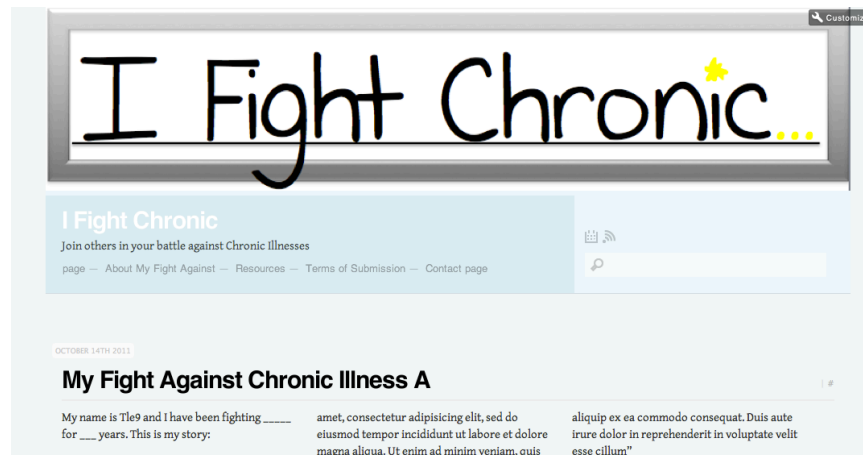 Customiz
I Fight Chronic...
I Fight Chronic
Join others in your battle against Chronic Illnesses
page — About My Fight Against — Resources — Terms of Submission — Contact page
OCTOBER 14TH 2011
My Fight Against Chronic Illness A
#
My name is Tle9 and I have been fighting _____
for ___ years. This is my story:
amet, consectetur adipisicing elit, sed do
eiusmod tempor incididunt ut labore et dolore
magna aliqua. Ut enim ad minim veniam, quis
aliquip ex ea commodo consequat. Duis aute
irure dolor in reprehenderit in voluptate velit
esse cillum”